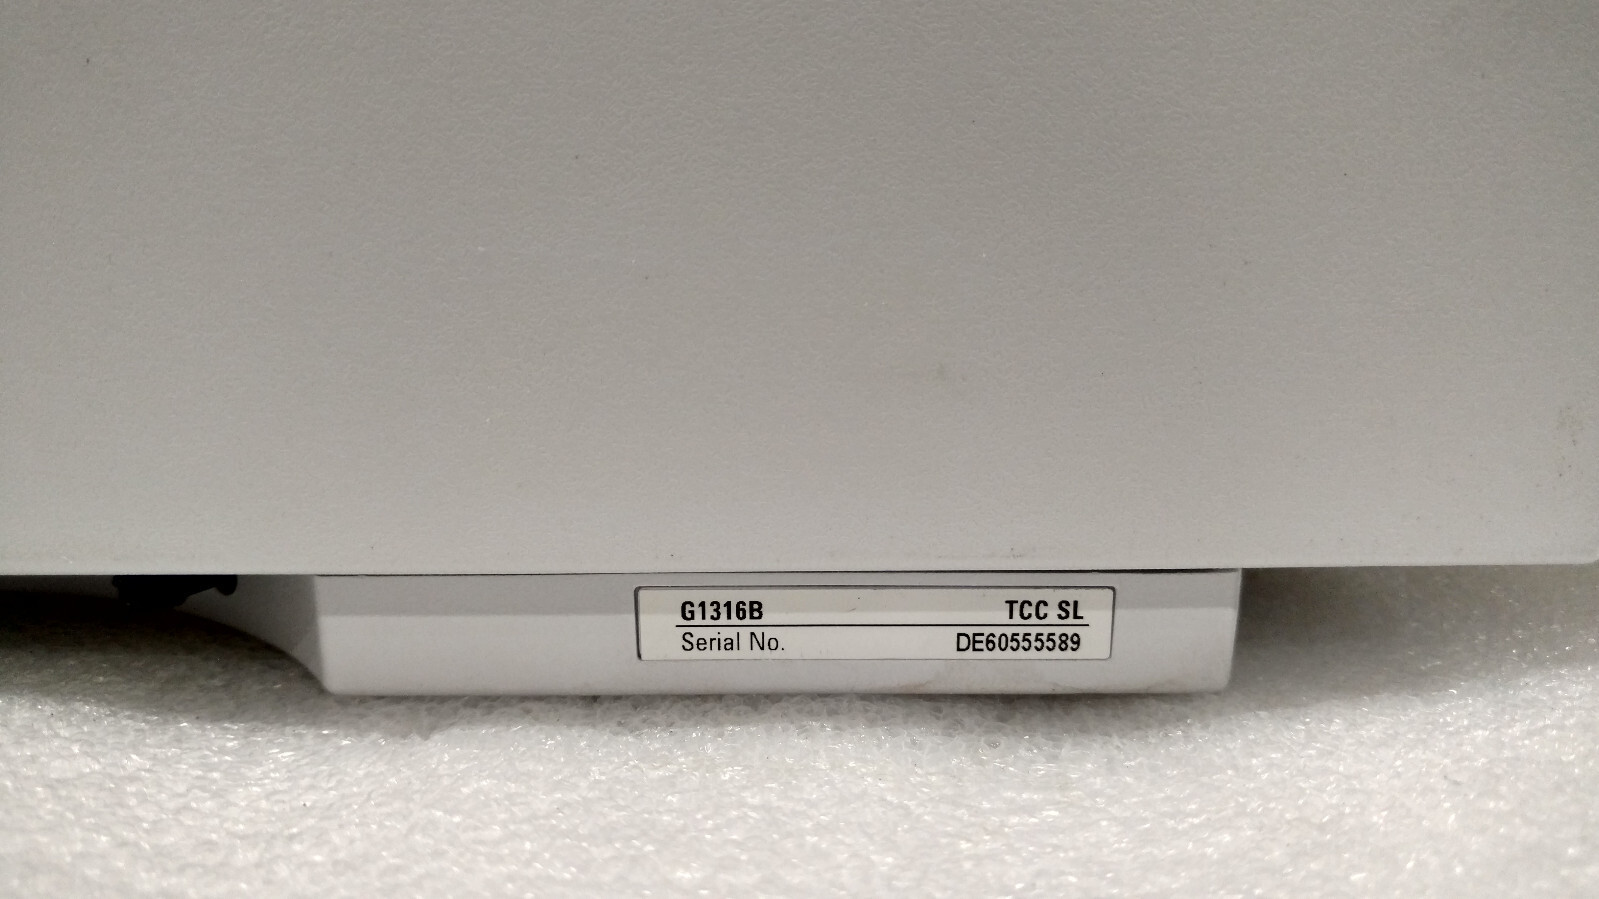 G1316B TCC SL
Serial No. DE60555589